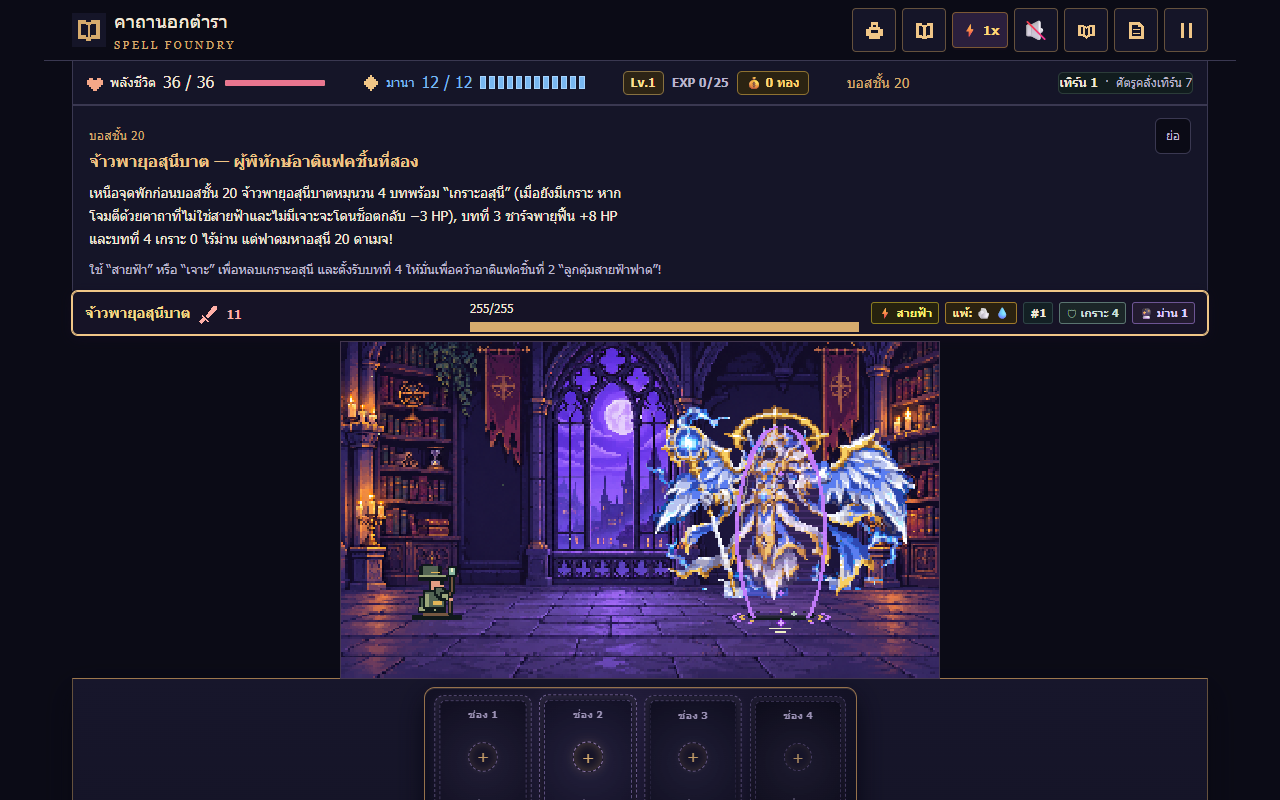 คาถานอกตำรา
SPELL FOUNDRY
1x
พลังชีวิต 36 / 36
มานา 12 / 12
Lv.1 EXP 0/25 0 ทอง
บอสชั้น 20
เทิร์น 1 · ศัตรูคลั่งเทิร์น 7
บอสชั้น 20
ย่อ
จ้าวพายุอสุนีบาต — ผู้พิทักษ์อาติแฟคชิ้นที่สอง
เหนือจุดพักก่อนบอสชั้น 20 จ้าวพายุอสุนีบาตหมุนวน 4 บทพร้อม “เกราะอสุนี” (เมื่อยังมีเกราะ หาก
โจมตีด้วยคาถาที่ไม่ใช่สายฟ้าและไม่มีเจาะจะโดนช็อตกลับ −3 HP), บทที่ 3 ชาร์จพายุฟื้น +8 HP
และบทที่ 4 เกราะ 0 ไร้ม่าน แต่ฟาดมหาอสุนี 20 ดาเมจ!
ใช้ “สายฟ้า” หรือ “เจาะ” เพื่อหลบเกราะอสุนี และตั้งรับบทที่ 4 ให้มั่นเพื่อคว้าอาติแฟคชิ้นที่ 2 “ลูกตุ้มสายฟ้าฟาด”!
จ้าวพายุอสุนีบาต 11
255/255
สายฟ้า แพ้: #1 เกราะ 4 ม่าน 1
ช่อง 1 ช่อง 2 ช่อง 3 ช่อง 4
+ + + +